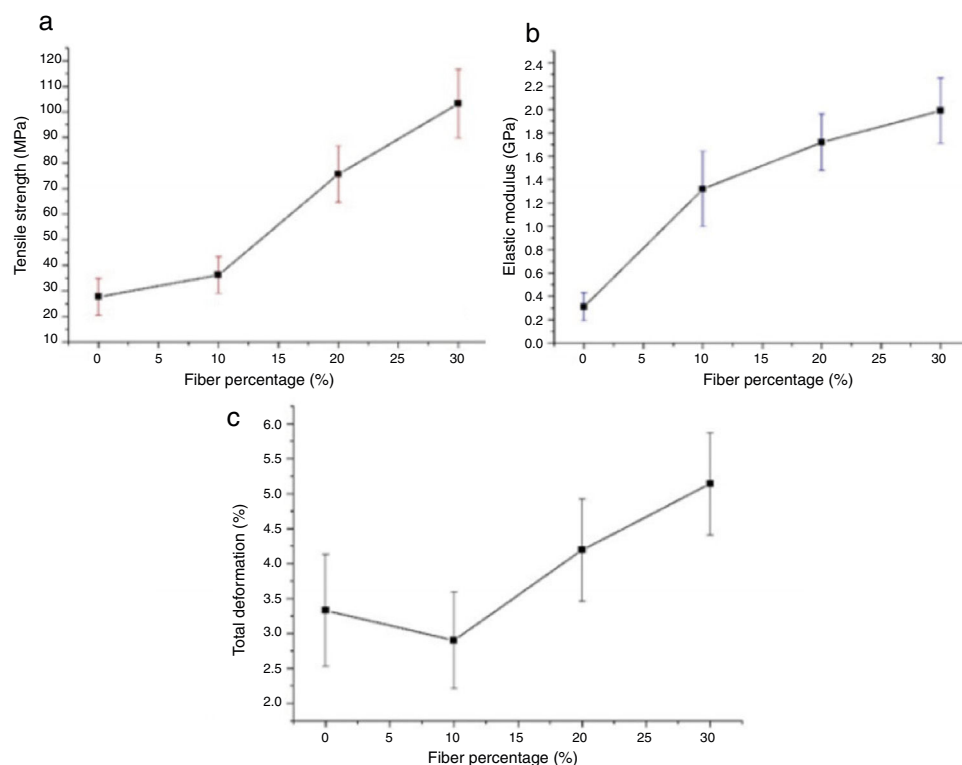 a
120
110
100
90
80
70
60
50
40
30
20
10
Tensile strength (MPa)
0 5 10 15 20 25 30
Fiber percentage (%)
b
2.4
2.2
2.0
1.8
1.6
1.4
1.2
1.0
0.8
0.6
0.4
0.2
0.0
Elastic modulus (GPa)
0 5 10 15 20 25 30
Fiber percentage (%)
c
6.0
5.5
5.0
4.5
4.0
3.5
3.0
2.5
2.0
Total deformation (%)
0 5 10 15 20 25 30
Fiber percentage (%)